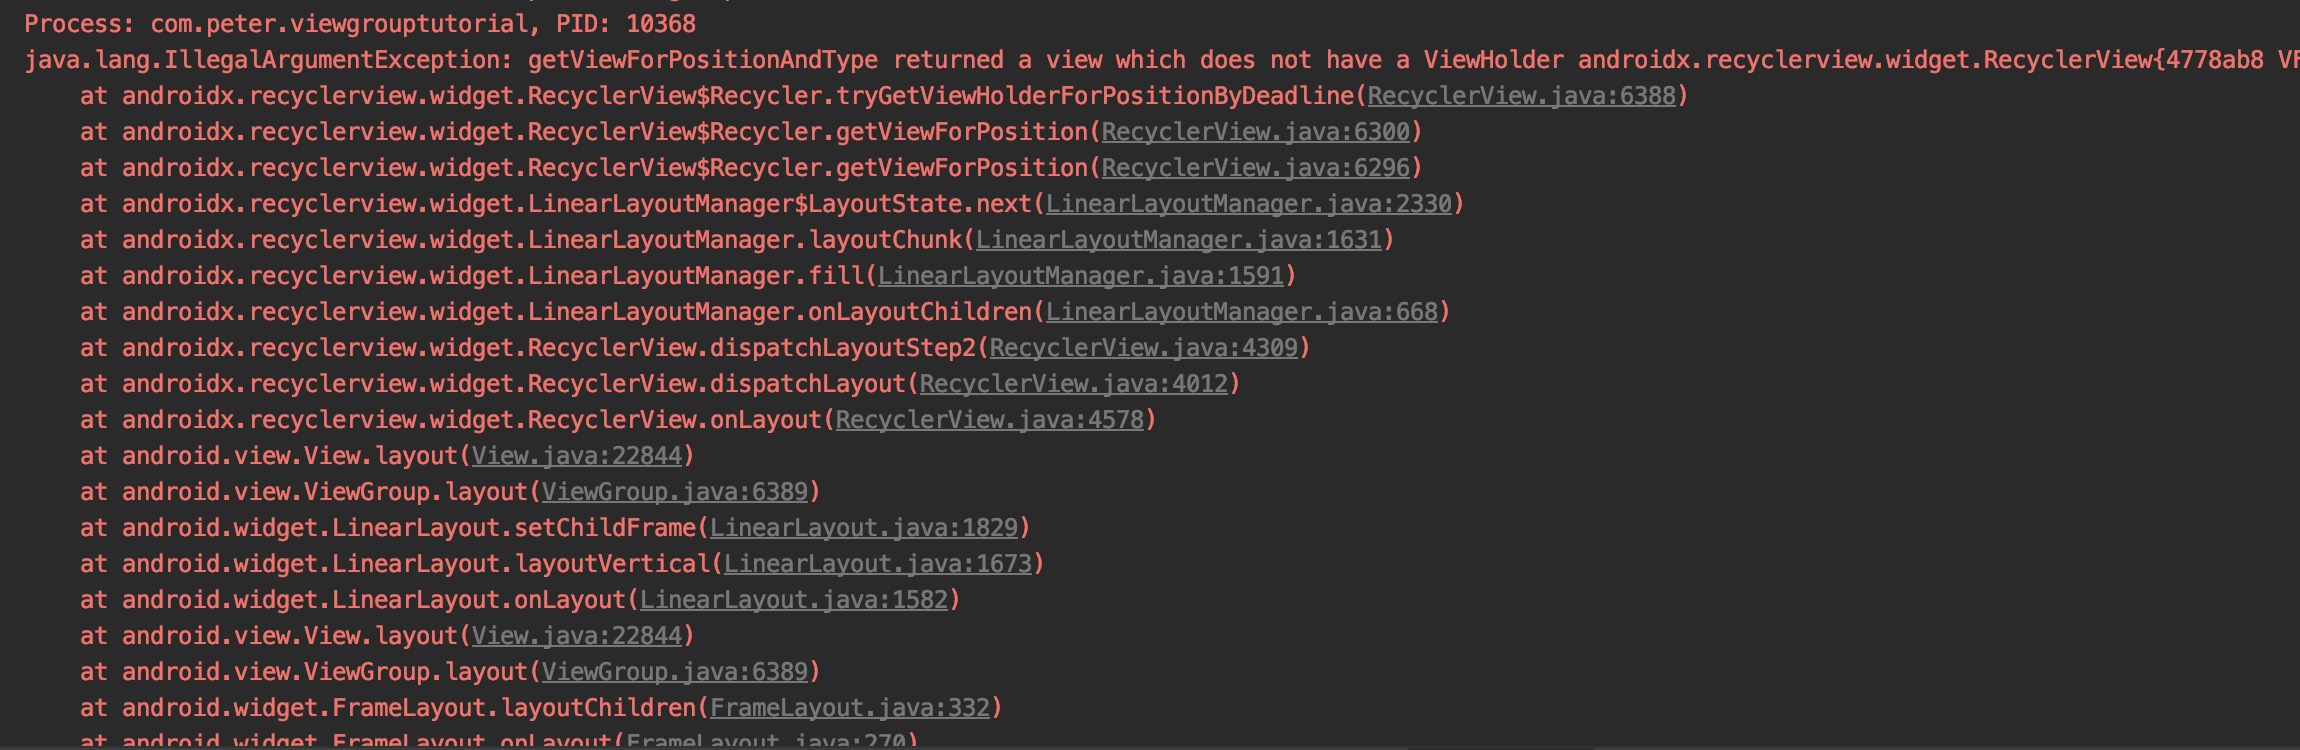 Process: com.peter.viewgrouptutorial, PID: 10368
java.lang.IllegalArgumentException: getViewForPositionAndType returned a view which does not have a ViewHolder androidx.recyclerview.widget.RecyclerView{4778ab8 VF
at androidx.recyclerview.widget.RecyclerView$Recycler.tryGetViewHolderForPositionByDeadline(RecyclerView.java:6388)
at androidx.recyclerview.widget.RecyclerView$Recycler.getViewForPosition(RecyclerView.java:6300)
at androidx.recyclerview.widget.RecyclerView$Recycler.getViewForPosition(RecyclerView.java:6296)
at androidx.recyclerview.widget.LinearLayoutManager$LayoutState.next(LinearLayoutManager.java:2330)
at androidx.recyclerview.widget.LinearLayoutManager.layoutChunk(LinearLayoutManager.java:1631)
at androidx.recyclerview.widget.LinearLayoutManager.fill(LinearLayoutManager.java:1591)
at androidx.recyclerview.widget.LinearLayoutManager.onLayoutChildren(LinearLayoutManager.java:668)
at androidx.recyclerview.widget.RecyclerView.dispatchLayoutStep2(RecyclerView.java:4309)
at androidx.recyclerview.widget.RecyclerView.dispatchLayout(RecyclerView.java:4012)
at androidx.recyclerview.widget.RecyclerView.onLayout(RecyclerView.java:4578)
at android.view.View.layout(View.java:22844)
at android.view.ViewGroup.layout(ViewGroup.java:6389)
at android.widget.LinearLayout.setChildFrame(LinearLayout.java:1829)
at android.widget.LinearLayout.layoutVertical(LinearLayout.java:1673)
at android.widget.LinearLayout.onLayout(LinearLayout.java:1582)
at android.view.View.layout(View.java:22844)
at android.view.ViewGroup.layout(ViewGroup.java:6389)
at android.widget.FrameLayout.layoutChildren(FrameLayout.java:332)
at android.widget.FrameLayout.onLayout(FrameLayout.java:270)